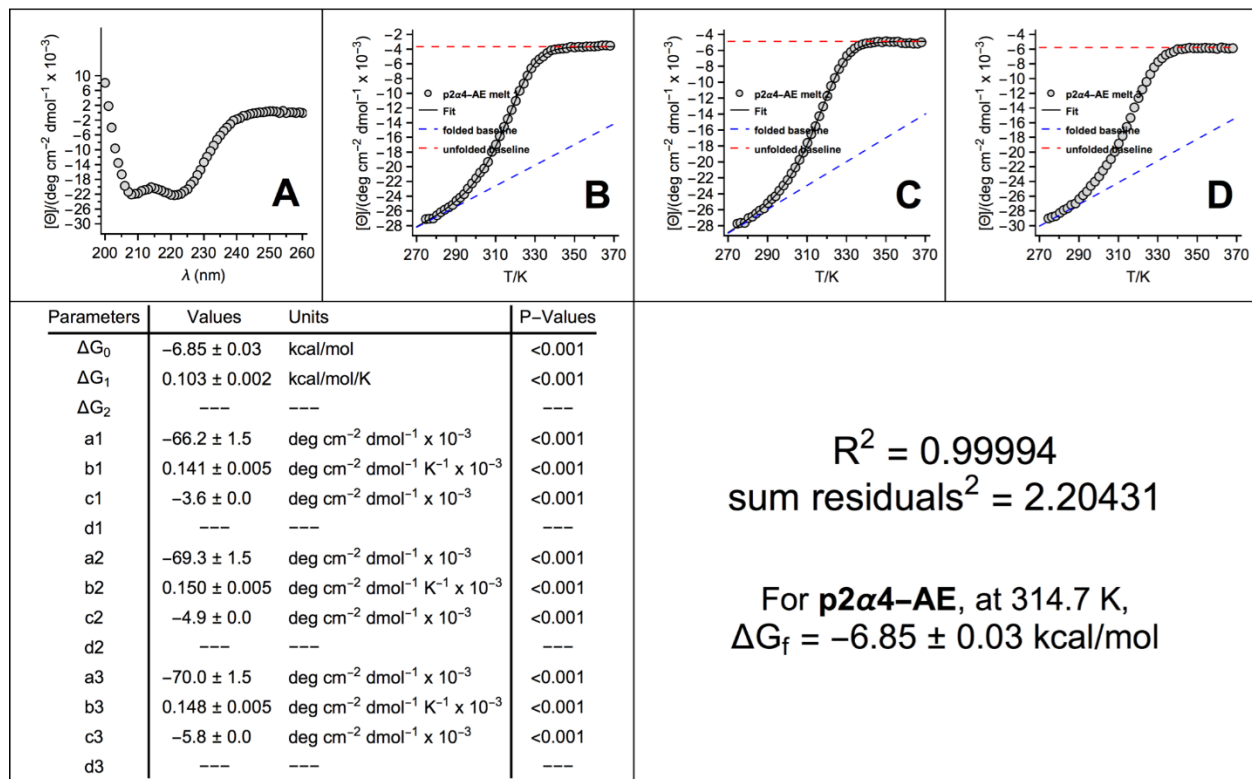 [Θ]/(deg cm⁻² dmol⁻¹ x 10⁻³)
10
6
2
−2
−6
−10
−14
−18
−22
−26
−30
200 210 220 230 240 250 260
λ (nm)
A
[Θ]/(deg cm⁻² dmol⁻¹ x 10⁻³)
−2
−4
−6
−8
−10
−12
−14
−16
−18
−20
−22
−24
−26
−28
p2α4−AE melt
Fit
folded baseline
unfolded baseline
270 290 310 330 350 370
T/K
B
[Θ]/(deg cm⁻² dmol⁻¹ x 10⁻³)
−4
−6
−8
−10
−12
−14
−16
−18
−20
−22
−24
−26
−28
p2α4−AE melt
Fit
folded baseline
unfolded baseline
270 290 310 330 350 370
T/K
C
[Θ]/(deg cm⁻² dmol⁻¹ x 10⁻³)
−4
−6
−8
−10
−12
−14
−16
−18
−20
−22
−24
−26
−28
−30
p2α4−AE melt
Fit
folded baseline
unfolded baseline
270 290 310 330 350 370
T/K
D
Parameters Values Units P−Values
ΔG₀ −6.85 ± 0.03 kcal/mol <0.001
ΔG₁ 0.103 ± 0.002 kcal/mol/K <0.001
ΔG₂ −−− −−− −−−
a1 −66.2 ± 1.5 deg cm⁻² dmol⁻¹ x 10⁻³ <0.001
b1 0.141 ± 0.005 deg cm⁻² dmol⁻¹ K⁻¹ x 10⁻³ <0.001
c1 −3.6 ± 0.0 deg cm⁻² dmol⁻¹ x 10⁻³ <0.001
d1 −−− −−− −−−
a2 −69.3 ± 1.5 deg cm⁻² dmol⁻¹ x 10⁻³ <0.001
b2 0.150 ± 0.005 deg cm⁻² dmol⁻¹ K⁻¹ x 10⁻³ <0.001
c2 −4.9 ± 0.0 deg cm⁻² dmol⁻¹ x 10⁻³ <0.001
d2 −−− −−− −−−
a3 −70.0 ± 1.5 deg cm⁻² dmol⁻¹ x 10⁻³ <0.001
b3 0.148 ± 0.005 deg cm⁻² dmol⁻¹ K⁻¹ x 10⁻³ <0.001
c3 −5.8 ± 0.0 deg cm⁻² dmol⁻¹ x 10⁻³ <0.001
d3 −−− −−− −−−
R² = 0.99994
sum residuals² = 2.20431
For p2α4−AE, at 314.7 K,
ΔG_f = −6.85 ± 0.03 kcal/mol